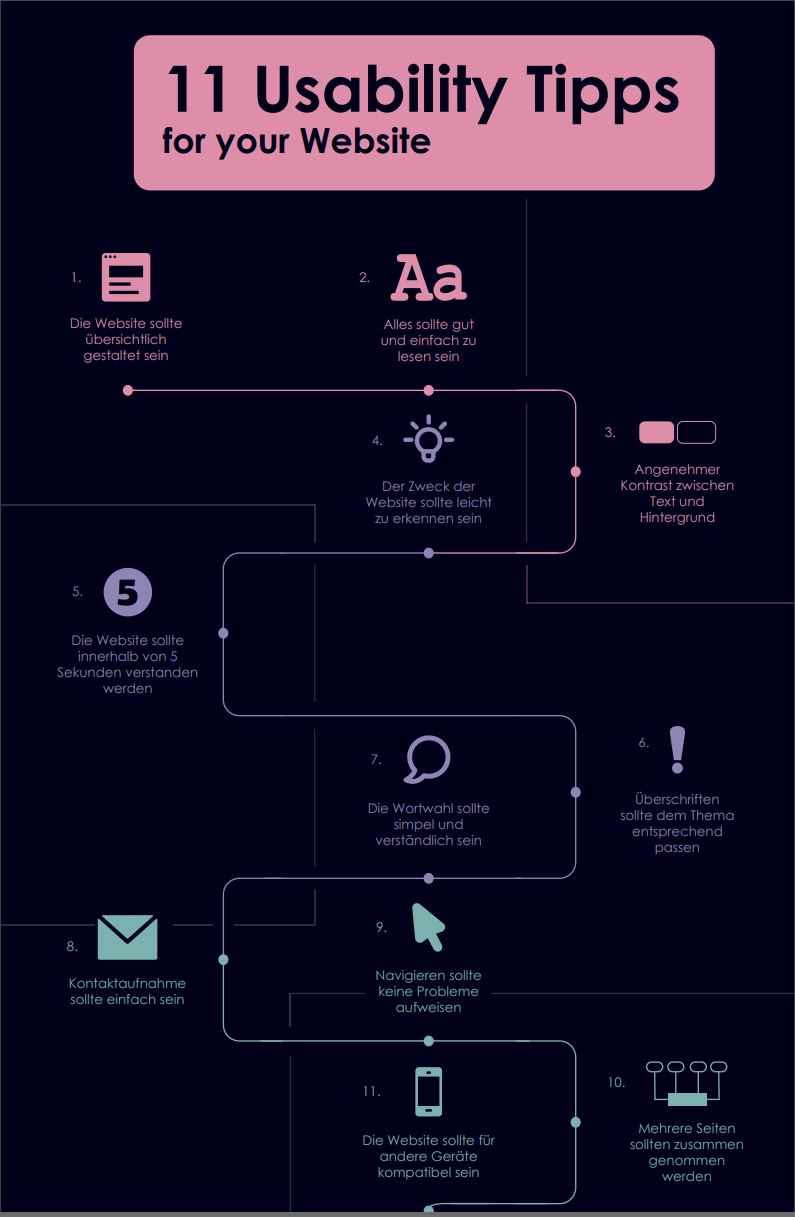 11 Usability Tipps
for your Website
1.
Die Website sollte
übersichtlich
gestaltet sein
2.
Aa
Alles sollte gut
und einfach zu
lesen sein
3.
Angenehmer
Kontrast zwischen
Text und
Hintergrund
4.
Der Zweck der
Website sollte leicht
zu erkennen sein
5.
5
Die Website sollte
innerhalb von 5
Sekunden verstanden
werden
6.
Überschriften
sollte dem Thema
entsprechend
passen
7.
Die Wortwahl sollte
simpel und
verständlich sein
8.
Kontaktaufnahme
sollte einfach sein
9.
Navigieren sollte
keine Probleme
aufweisen
10.
Mehrere Seiten
sollten zusammen
genommen
werden
11.
Die Website sollte für
andere Geräte
kompatibel sein